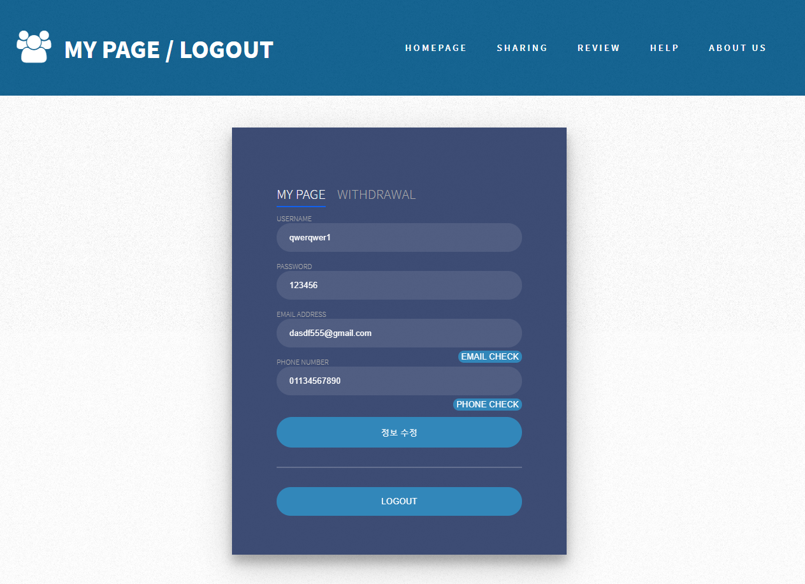 MY PAGE / LOGOUT
HOMEPAGE SHARING REVIEW HELP ABOUT US
MY PAGE WITHDRAWAL
USERNAME
qwerqwer1
PASSWORD
123456
EMAIL ADDRESS
dasdf555@gmail.com
EMAIL CHECK
PHONE NUMBER
01134567890
PHONE CHECK
정보 수정
LOGOUT